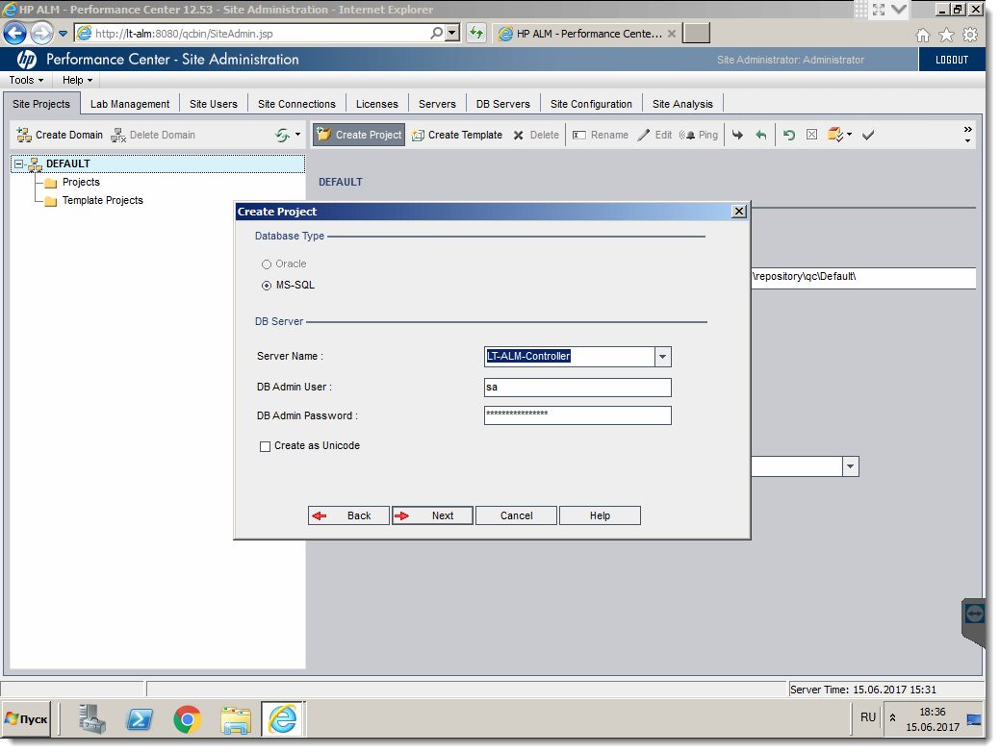 HP ALM - Performance Center 12.53 - Site Administration - Internet Explorer
http://lt-alm:8080/qcbin/SiteAdmin.jsp
HP ALM - Performance Cente...
hp Performance Center - Site Administration
Site Administrator: Administrator
LOGOUT
Tools Help
Site Projects Lab Management Site Users Site Connections Licenses Servers DB Servers Site Configuration Site Analysis
Create Domain Delete Domain Create Project Create Template Delete Rename Edit Ping
DEFAULT
Projects
Template Projects
DEFAULT
Create Project
Database Type
Oracle
MS-SQL
\repository\qc\Default\
DB Server
Server Name :
LT-ALM-Controller
DB Admin User :
sa
DB Admin Password :
****************
Create as Unicode
Back Next Cancel Help
Server Time: 15.06.2017 15:31
Пуск
RU
18:36
15.06.2017